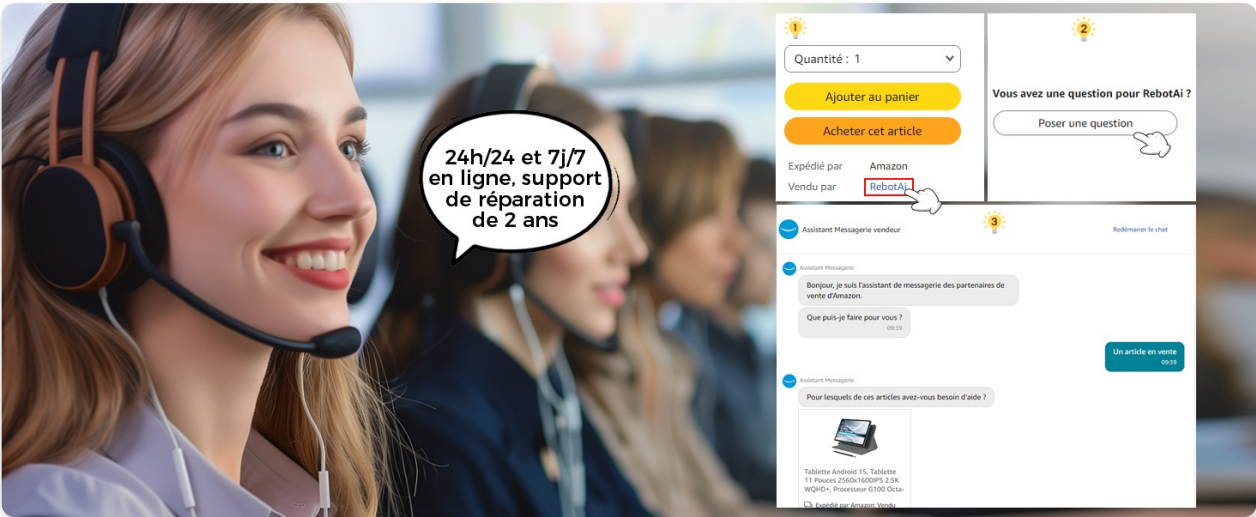 24h/24 et 7j/7
en ligne, support
de réparation
de 2 ans
1
Quantité : 1
Ajouter au panier
Acheter cet article
Expédié par Amazon
Vendu par RebotAi
2
Vous avez une question pour RebotAi ?
Poser une question
3
Assistant Messagerie vendeur
Redémarrer le chat
Assistant Messagerie
Bonjour, je suis l'assistant de messagerie des partenaires de
vente d'Amazon.
Que puis-je faire pour vous ?
09:39
Un article en vente
09:39
Assistant Messagerie
Pour lesquels de ces articles avez-vous besoin d'aide ?
Tablette Android 15, Tablette
11 Pouces 2560x1600IPS 2.5K
WQHD+, Processeur G100 Octa-
Expédié par Amazon; Vendu